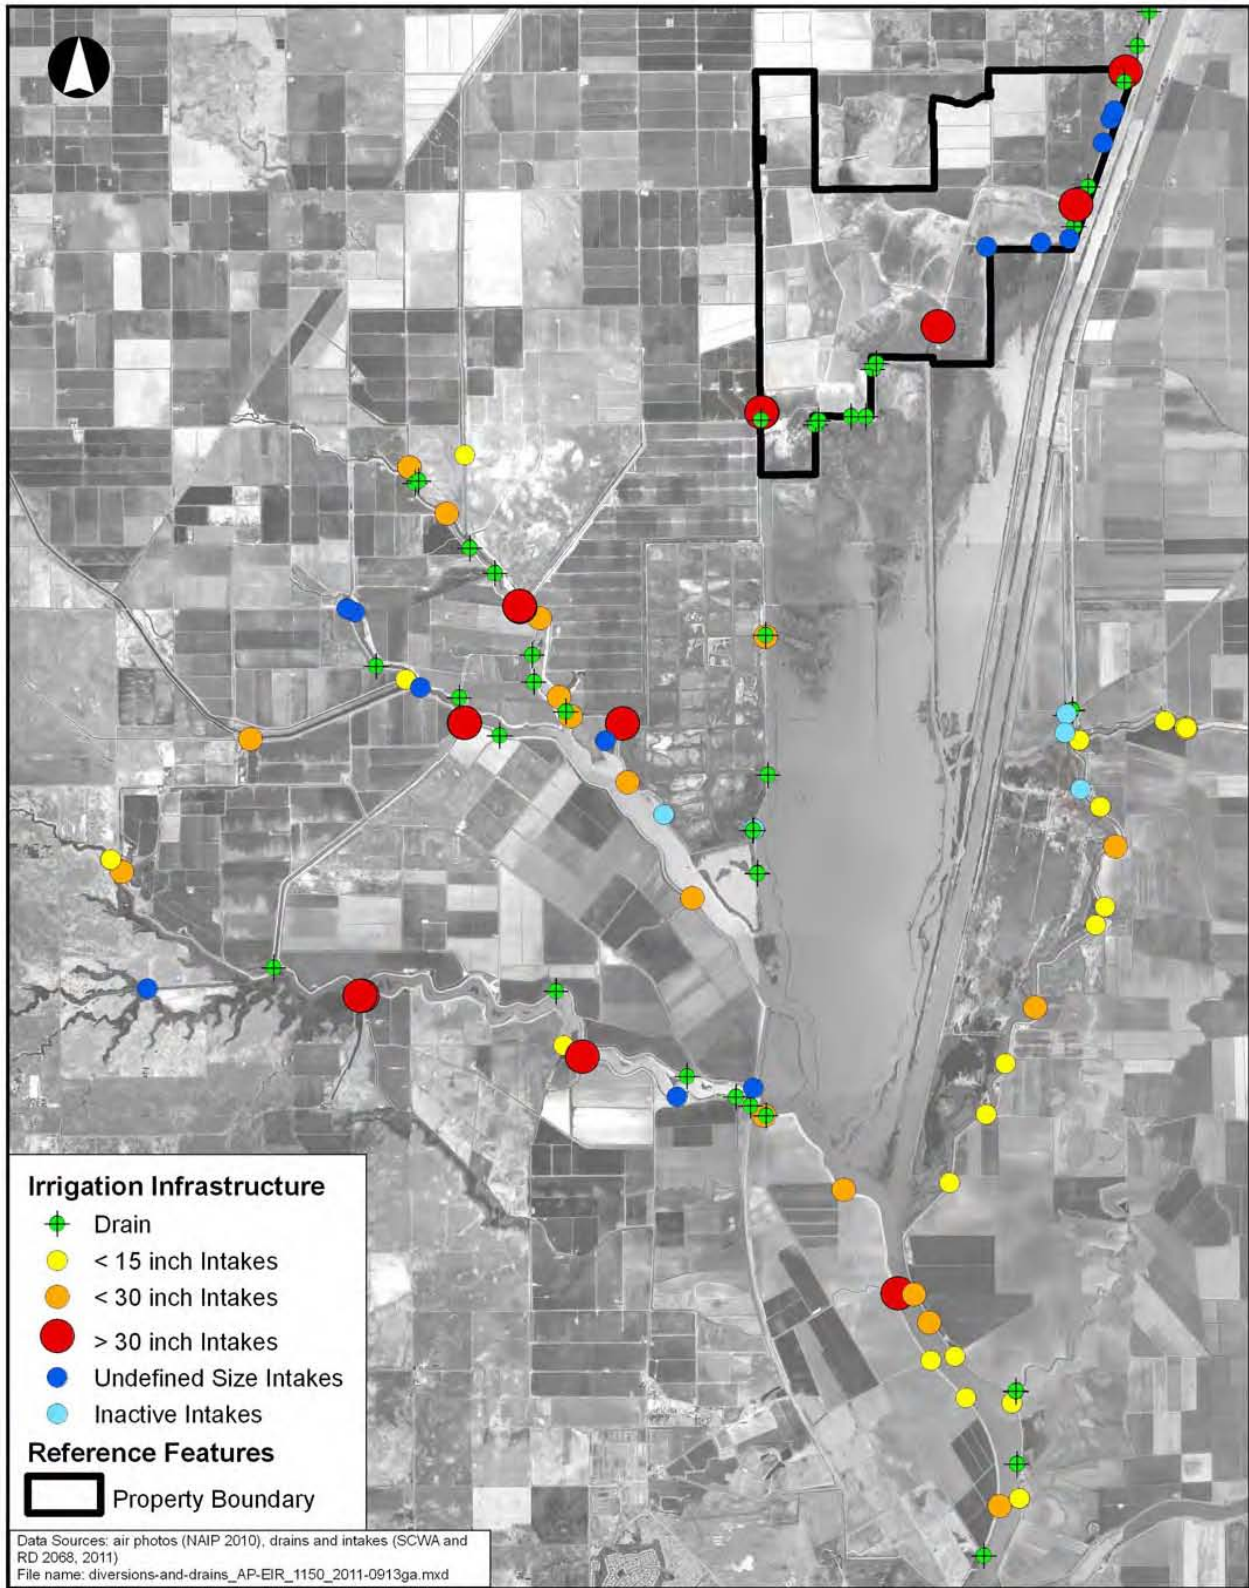 Irrigation Infrastructure
Drain
< 15 inch Intakes
< 30 inch Intakes
> 30 inch Intakes
Undefined Size Intakes
Inactive Intakes
Reference Features
Property Boundary
Data Sources: air photos (NAIP 2010), drains and intakes (SCWA and
RD 2068, 2011)
File name: diversions-and-drains_AP-EIR_1150_2011-0913ga.mxd